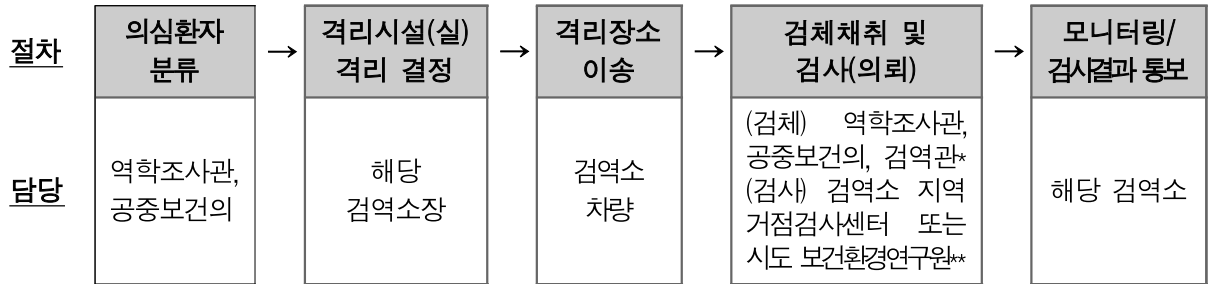 절차
의심환자
분류
→
격리시설(실)
격리 결정
→
격리장소
이송
→
검체채취 및
검사(의뢰)
→
모니터링/
검사결과 통보
담당
역학조사관,
공중보건의
해당
검역소장
검역소
차량
(검체) 역학조사관,
공중보건의, 검역관*
(검사) 검역소 지역
거점검사센터 또는
시도 보건환경연구원**
해당 검역소